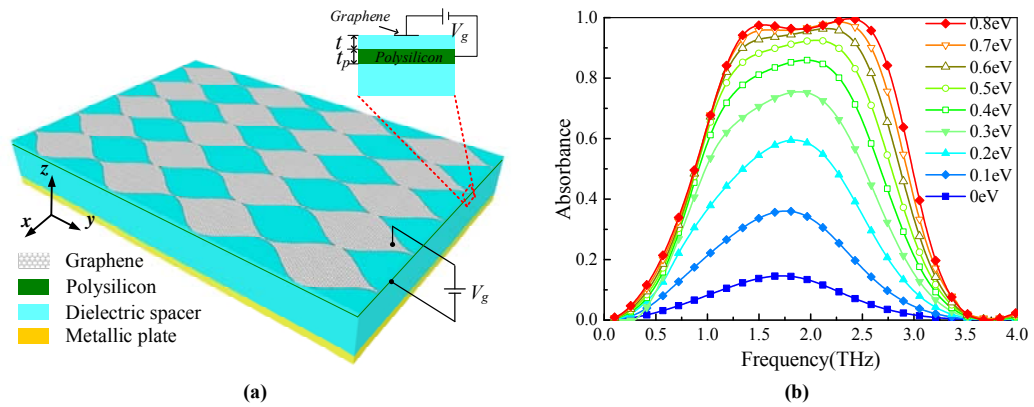 Graphene
V_g
t
t_p
Polysilicon
z
x
y
V_g
Graphene
Polysilicon
Dielectric spacer
Metallic plate
(a)
1.0
0.8
0.6
0.4
0.2
0.0
Absorbance
0.8eV
0.7eV
0.6eV
0.5eV
0.4eV
0.3eV
0.2eV
0.1eV
0eV
0.0 0.5 1.0 1.5 2.0 2.5 3.0 3.5 4.0
Frequency(THz)
(b)